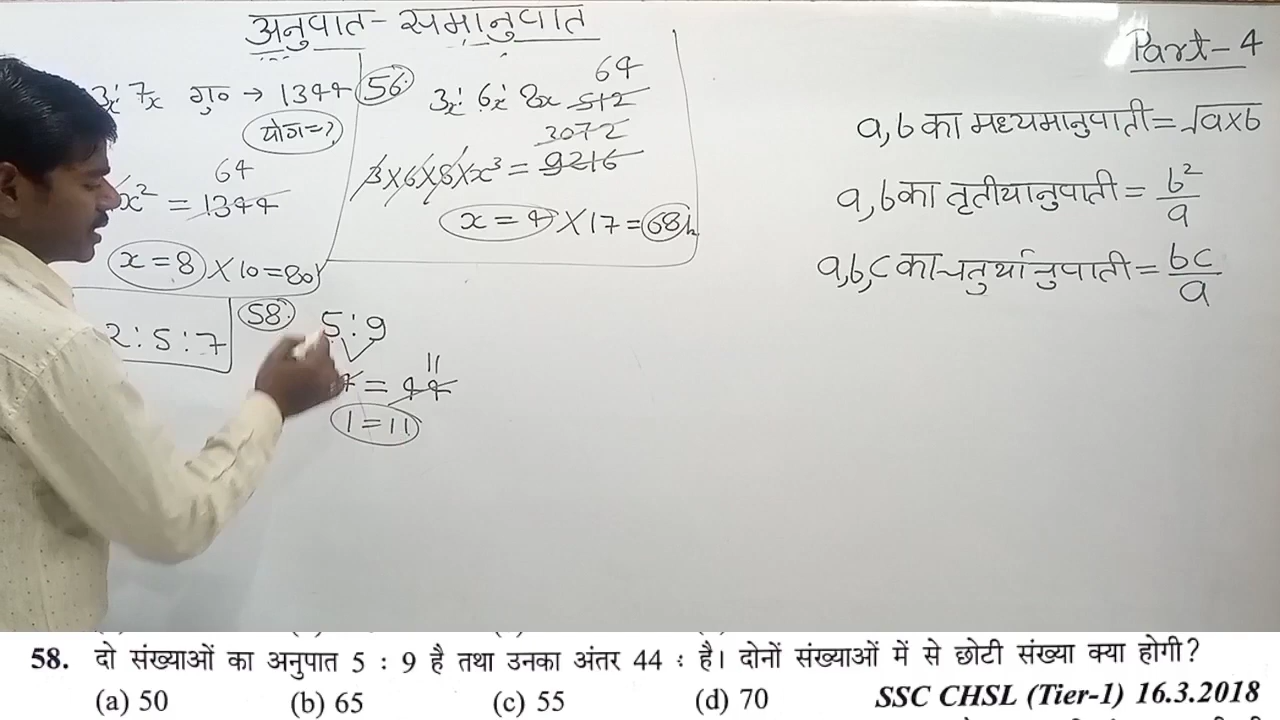 अनुपात-समानुपात
Part-4
3x:7x गु० → 1344
योग=?
64
x² = 1344
x=8 ×10=80
56.
3x: 6x: 8x 64
512
3072
3×6×8×x³ = 9216
x=4 ×17=68
a,b का मध्यमानुपाती=√a×b
a,b का तृतीयानुपाती = b²/a
a,b,c का चतुर्थानुपाती = bc/a
2:5:7
58.
5:9
11
4 = 44
1=11
58. दो संख्याओं का अनुपात 5 : 9 है तथा उनका अंतर 44 : है। दोनों संख्याओं में से छोटी संख्या क्या होगी?
(a) 50 (b) 65 (c) 55 (d) 70 SSC CHSL (Tier-1) 16.3.2018